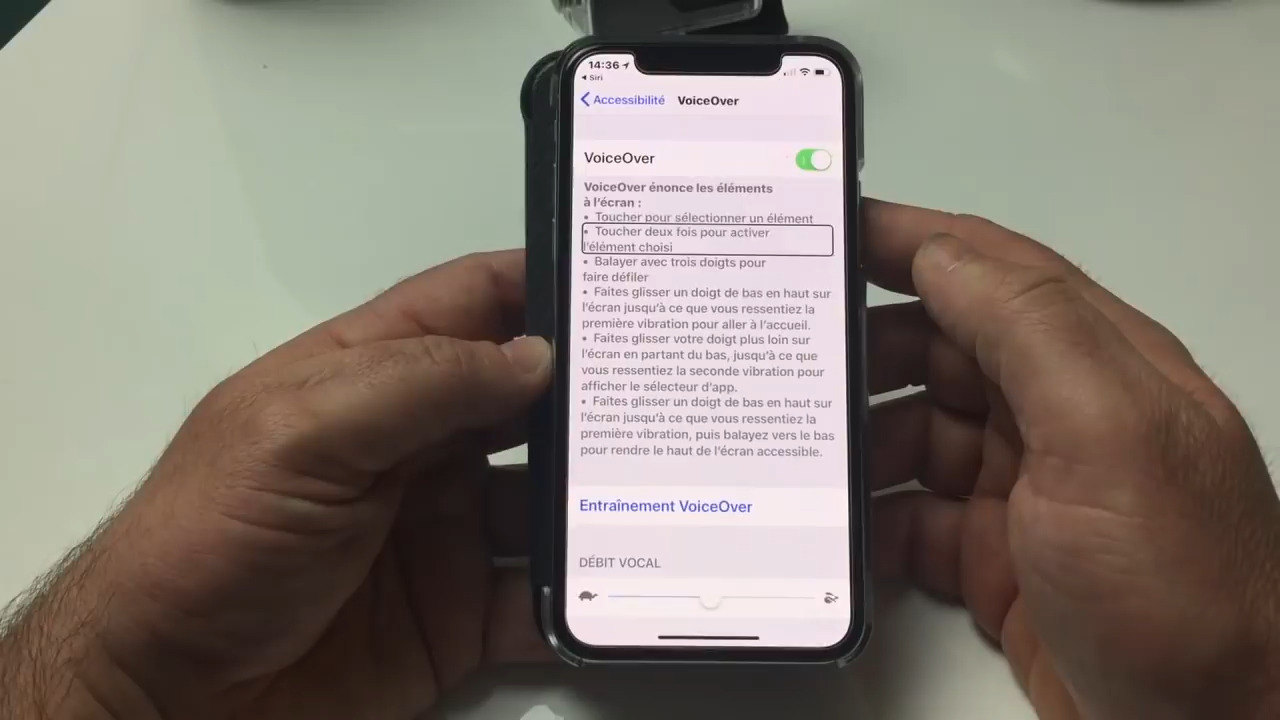 14:36
Siri
Accessibilité VoiceOver
VoiceOver
VoiceOver énonce les éléments
à l'écran :
• Toucher pour sélectionner un élément
• Toucher deux fois pour activer
l'élément choisi
• Balayer avec trois doigts pour
faire défiler
• Faites glisser un doigt de bas en haut sur
l'écran jusqu'à ce que vous ressentiez la
première vibration pour aller à l'accueil.
• Faites glisser votre doigt plus loin sur
l'écran en partant du bas, jusqu'à ce que
vous ressentiez la seconde vibration pour
afficher le sélecteur d'app.
• Faites glisser un doigt de bas en haut sur
l'écran jusqu'à ce que vous ressentiez la
première vibration, puis balayez vers le bas
pour rendre le haut de l'écran accessible.
Entraînement VoiceOver
DÉBIT VOCAL